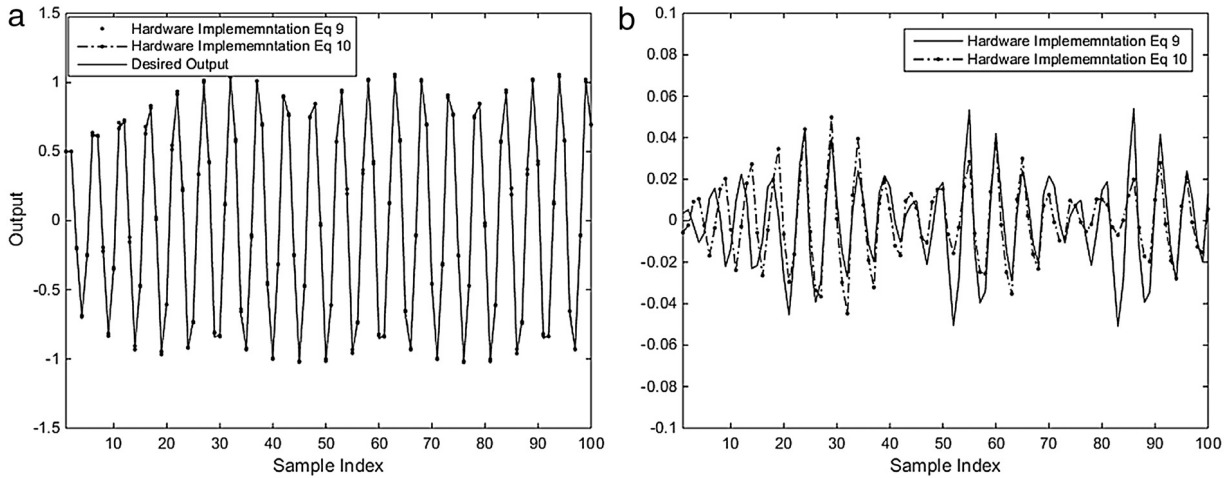 a
1.5
Hardware Implememntation Eq 9
Hardware Implememntation Eq 10
Desired Output
1
0.5
0
-0.5
-1
-1.5
Output
10 20 30 40 50 60 70 80 90 100
Sample Index
b
0.1
Hardware Implememntation Eq 9
Hardware Implememntation Eq 10
0.08
0.06
0.04
0.02
0
-0.02
-0.04
-0.06
-0.08
-0.1
10 20 30 40 50 60 70 80 90 100
Sample Index